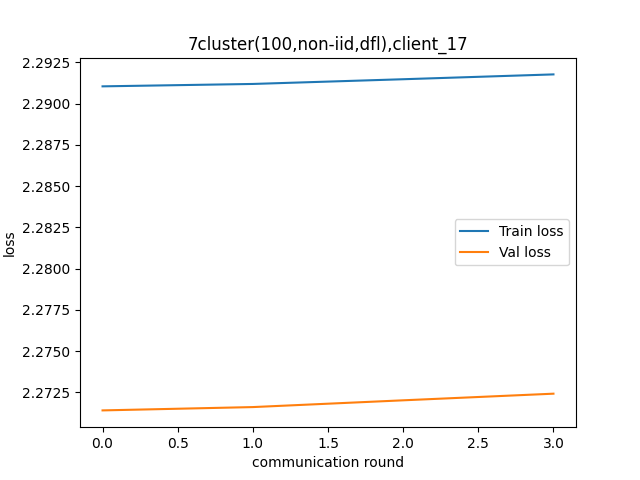 7cluster(100,non-iid,dfl),client_17
2.2925
2.2900
2.2875
2.2850
2.2825
2.2800
2.2775
2.2750
2.2725
loss
Train loss
Val loss
0.0 0.5 1.0 1.5 2.0 2.5 3.0
communication round